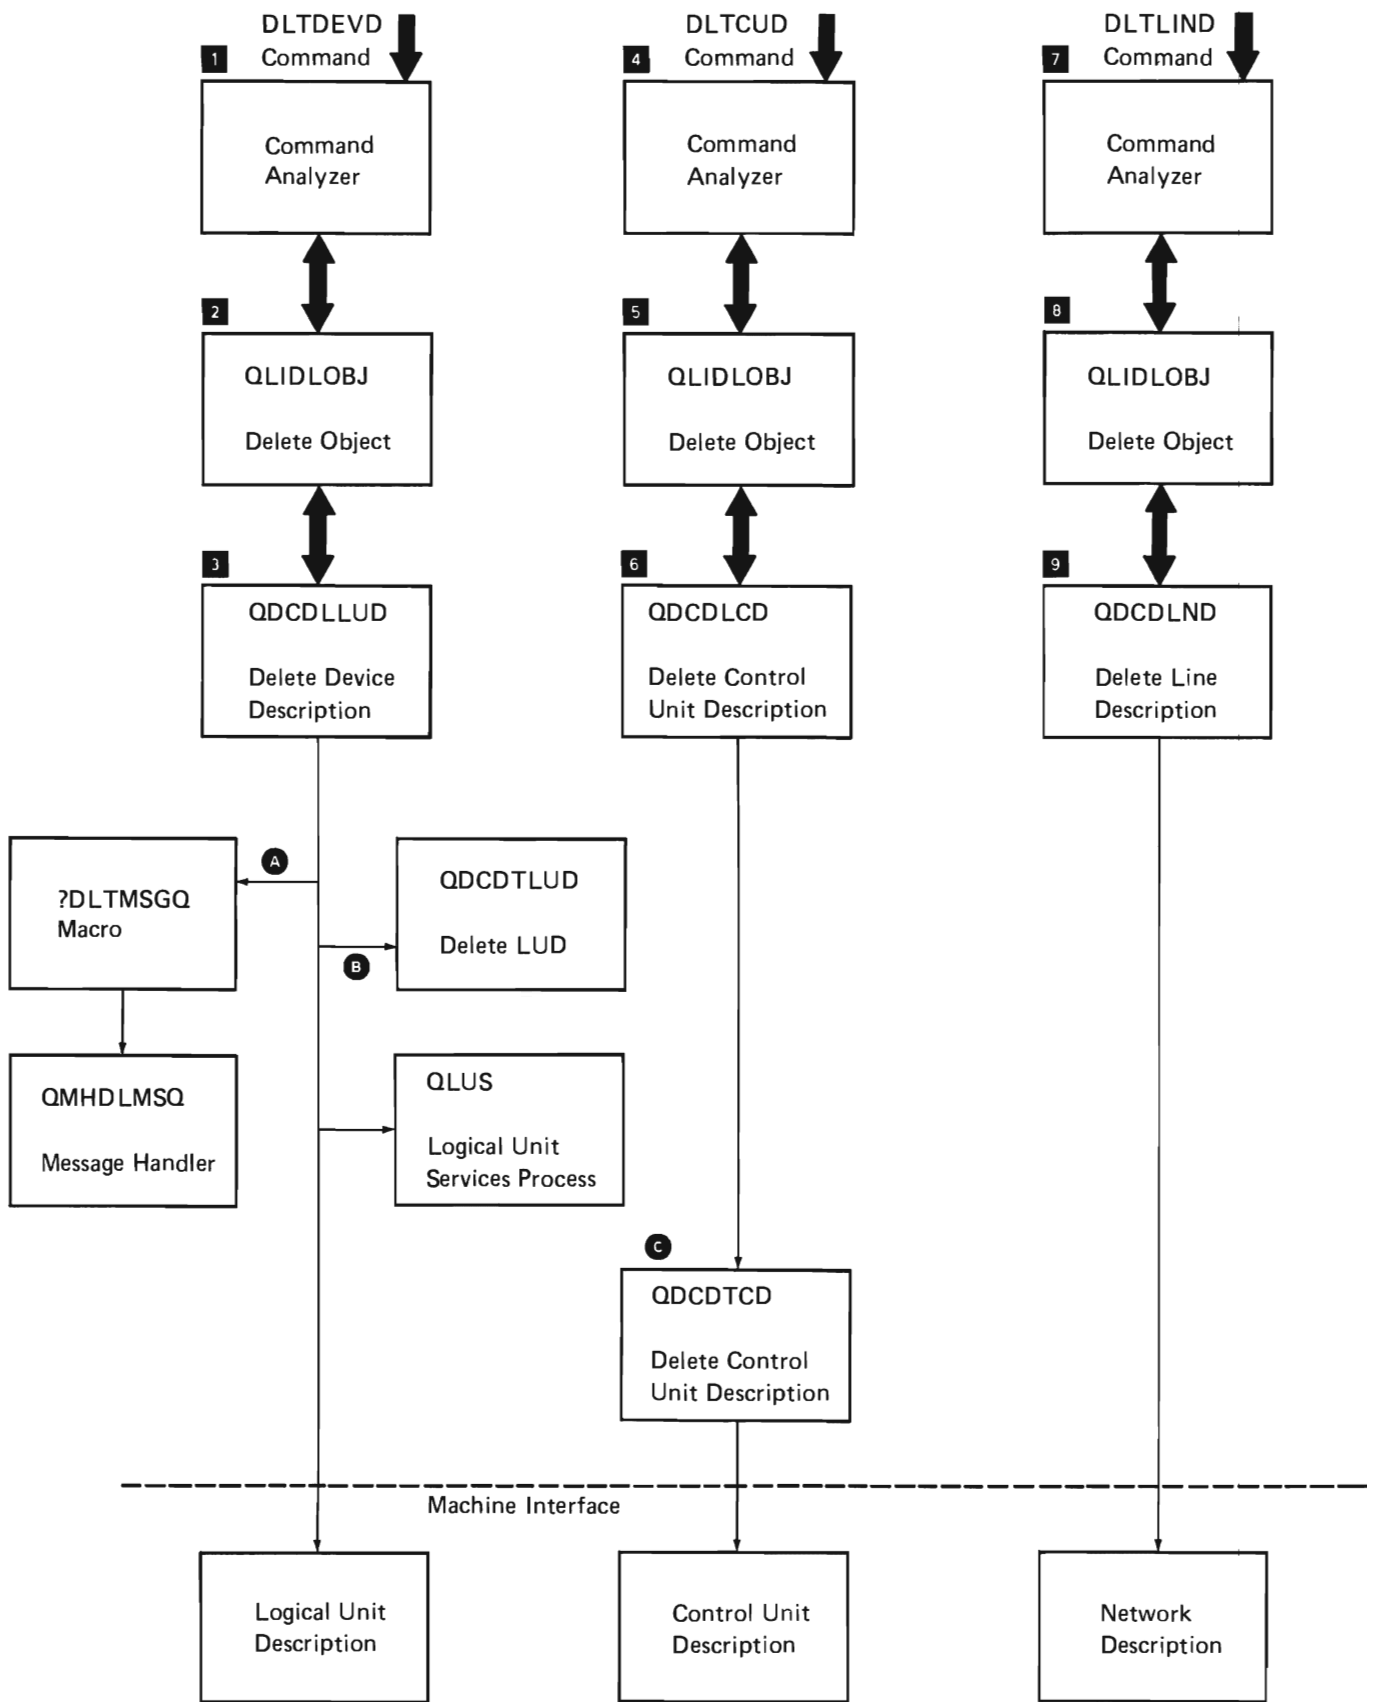 DLTDEVD
1 Command
Command
Analyzer
2
QLIDLOBJ
Delete Object
3
QDCDLLUD
Delete Device
Description
A
?DLTMSGQ
Macro
QMHDLMSQ
Message Handler
B
QDCDTLUD
Delete LUD
QLUS
Logical Unit
Services Process
Logical Unit
Description
DLTCUD
4 Command
Command
Analyzer
5
QLIDLOBJ
Delete Object
6
QDCDLCD
Delete Control
Unit Description
C
QDCDTCD
Delete Control
Unit Description
Machine Interface
Control Unit
Description
DLTLIND
7 Command
Command
Analyzer
8
QLIDLOBJ
Delete Object
9
QDCDLND
Delete Line
Description
Network
Description